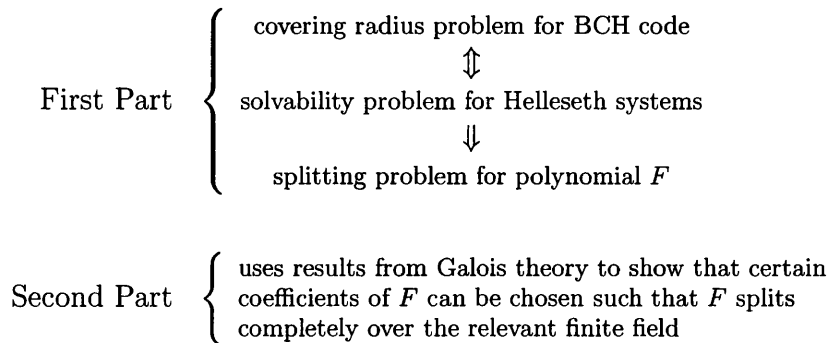 covering radius problem for BCH code
⇕
First Part { solvability problem for Helleseth systems
⇓
splitting problem for polynomial F
uses results from Galois theory to show that certain
Second Part { coefficients of F can be chosen such that F splits
completely over the relevant finite field